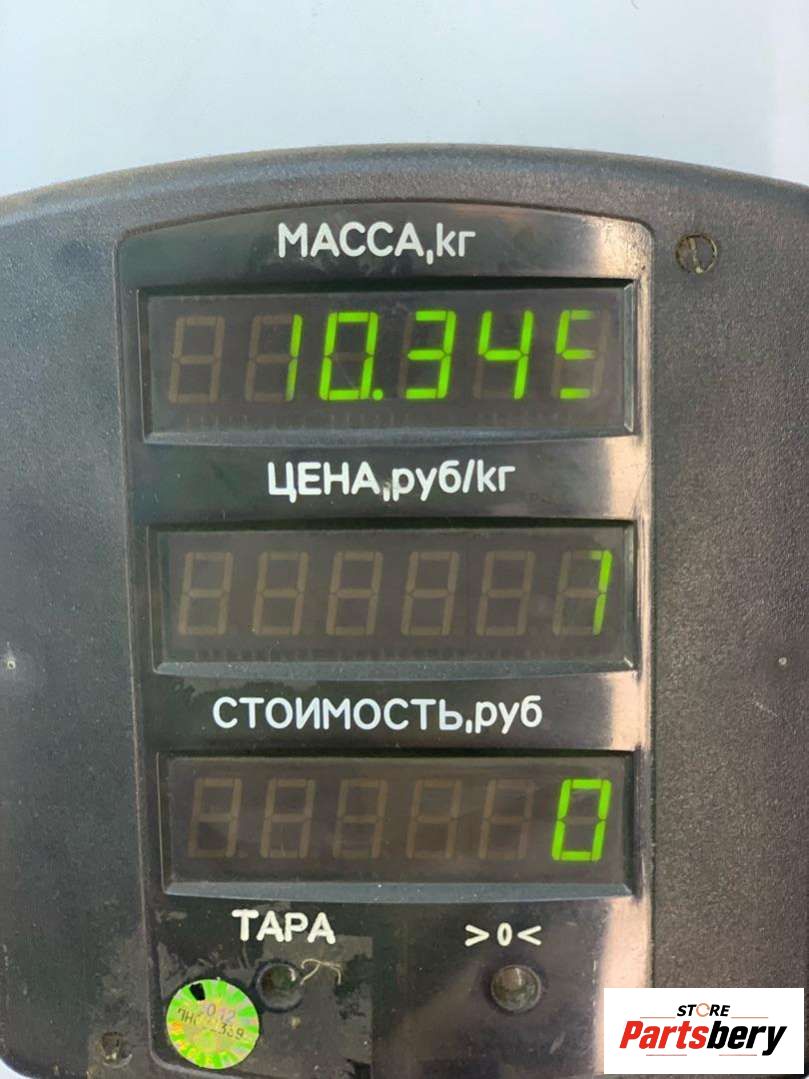 МАССА,кг
10.345
ЦЕНА,руб/кг
1
СТОИМОСТЬ,руб
0
ТАРА
>0<
STORE
Partsbery